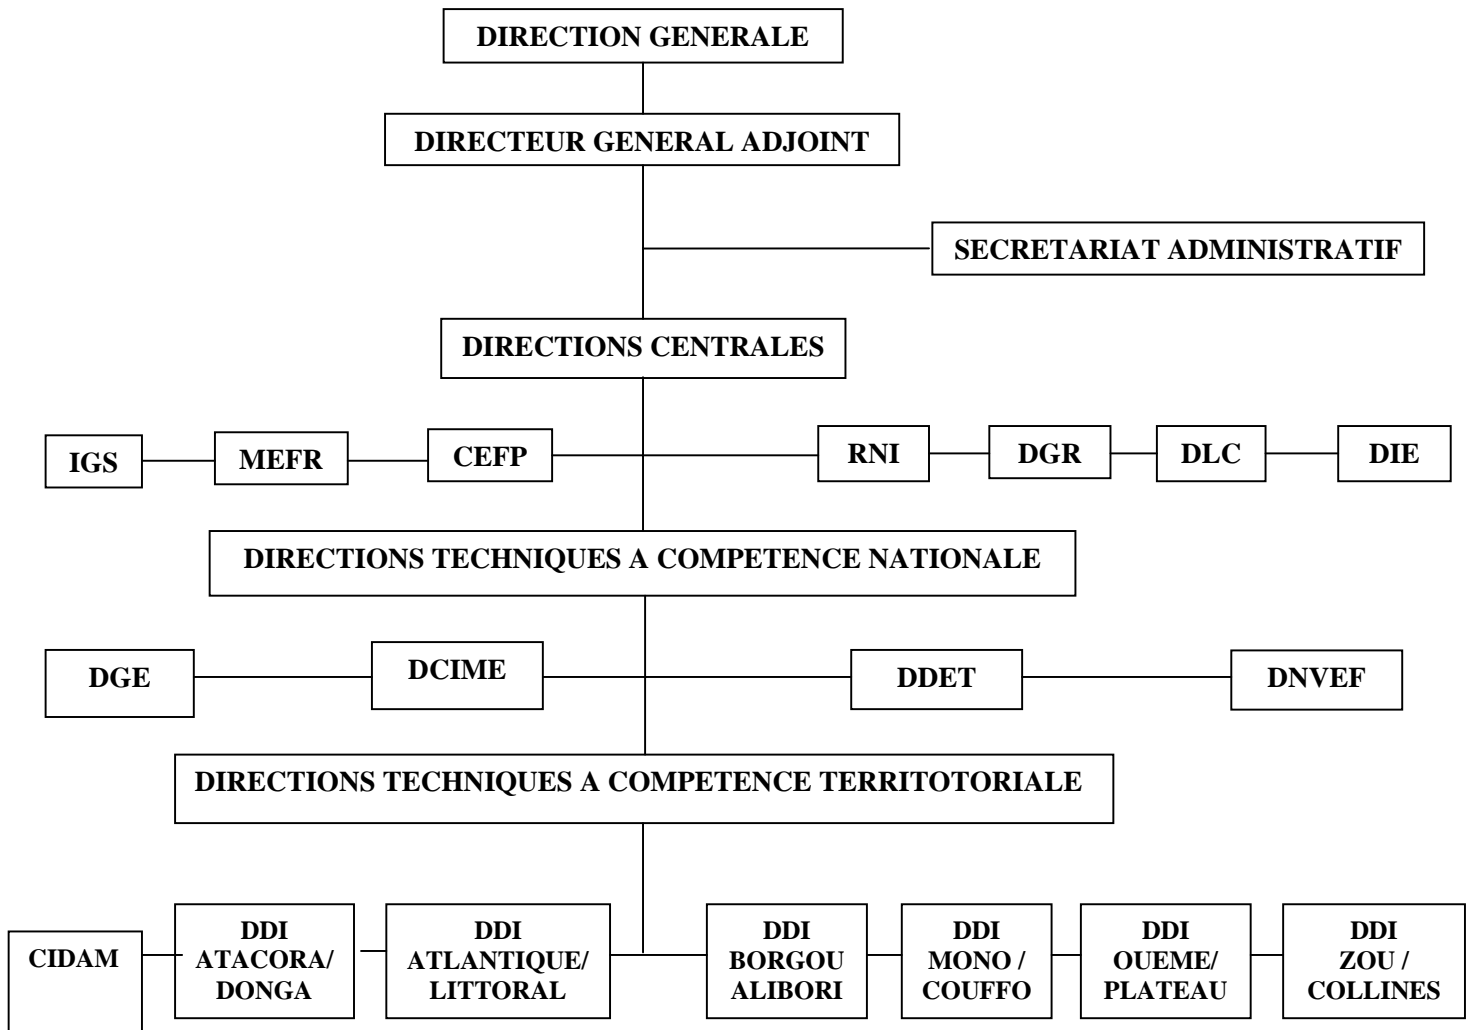 DIRECTION GENERALE
DIRECTEUR GENERAL ADJOINT
SECRETARIAT ADMINISTRATIF
DIRECTIONS CENTRALES
IGS
MEFR
CEFP
RNI
DGR
DLC
DIE
DIRECTIONS TECHNIQUES A COMPETENCE NATIONALE
DGE
DCIME
DDET
DNVEF
DIRECTIONS TECHNIQUES A COMPETENCE TERRITOTORIALE
CIDAM
DDI
ATACORA/
DONGA
DDI
ATLANTIQUE/
LITTORAL
DDI
BORGOU
ALIBORI
DDI
MONO /
COUFFO
DDI
OUEME/
PLATEAU
DDI
ZOU /
COLLINES